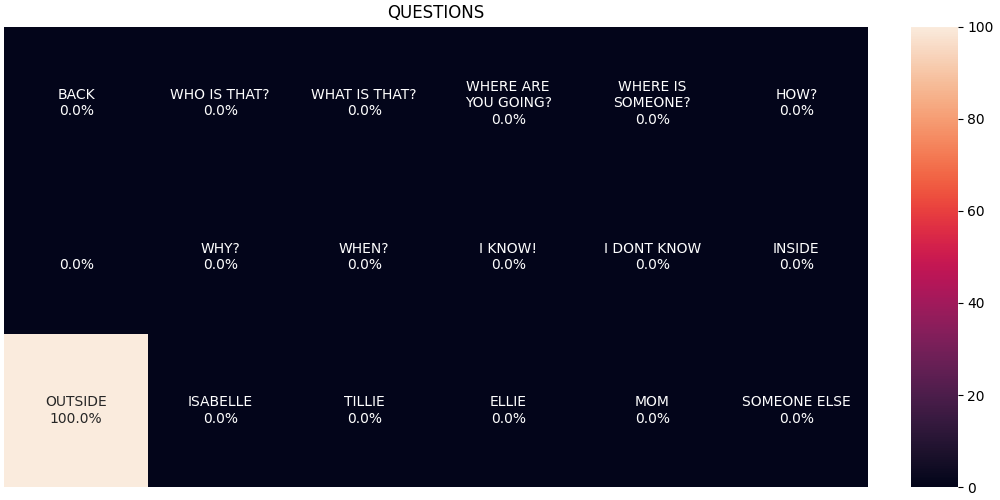 QUESTIONS
BACK
0.0%
WHO IS THAT?
0.0%
WHAT IS THAT?
0.0%
WHERE ARE
YOU GOING?
0.0%
WHERE IS
SOMEONE?
0.0%
HOW?
0.0%
0.0%
WHY?
0.0%
WHEN?
0.0%
I KNOW!
0.0%
I DONT KNOW
0.0%
INSIDE
0.0%
OUTSIDE
100.0%
ISABELLE
0.0%
TILLIE
0.0%
ELLIE
0.0%
MOM
0.0%
SOMEONE ELSE
0.0%
100
80
60
40
20
0